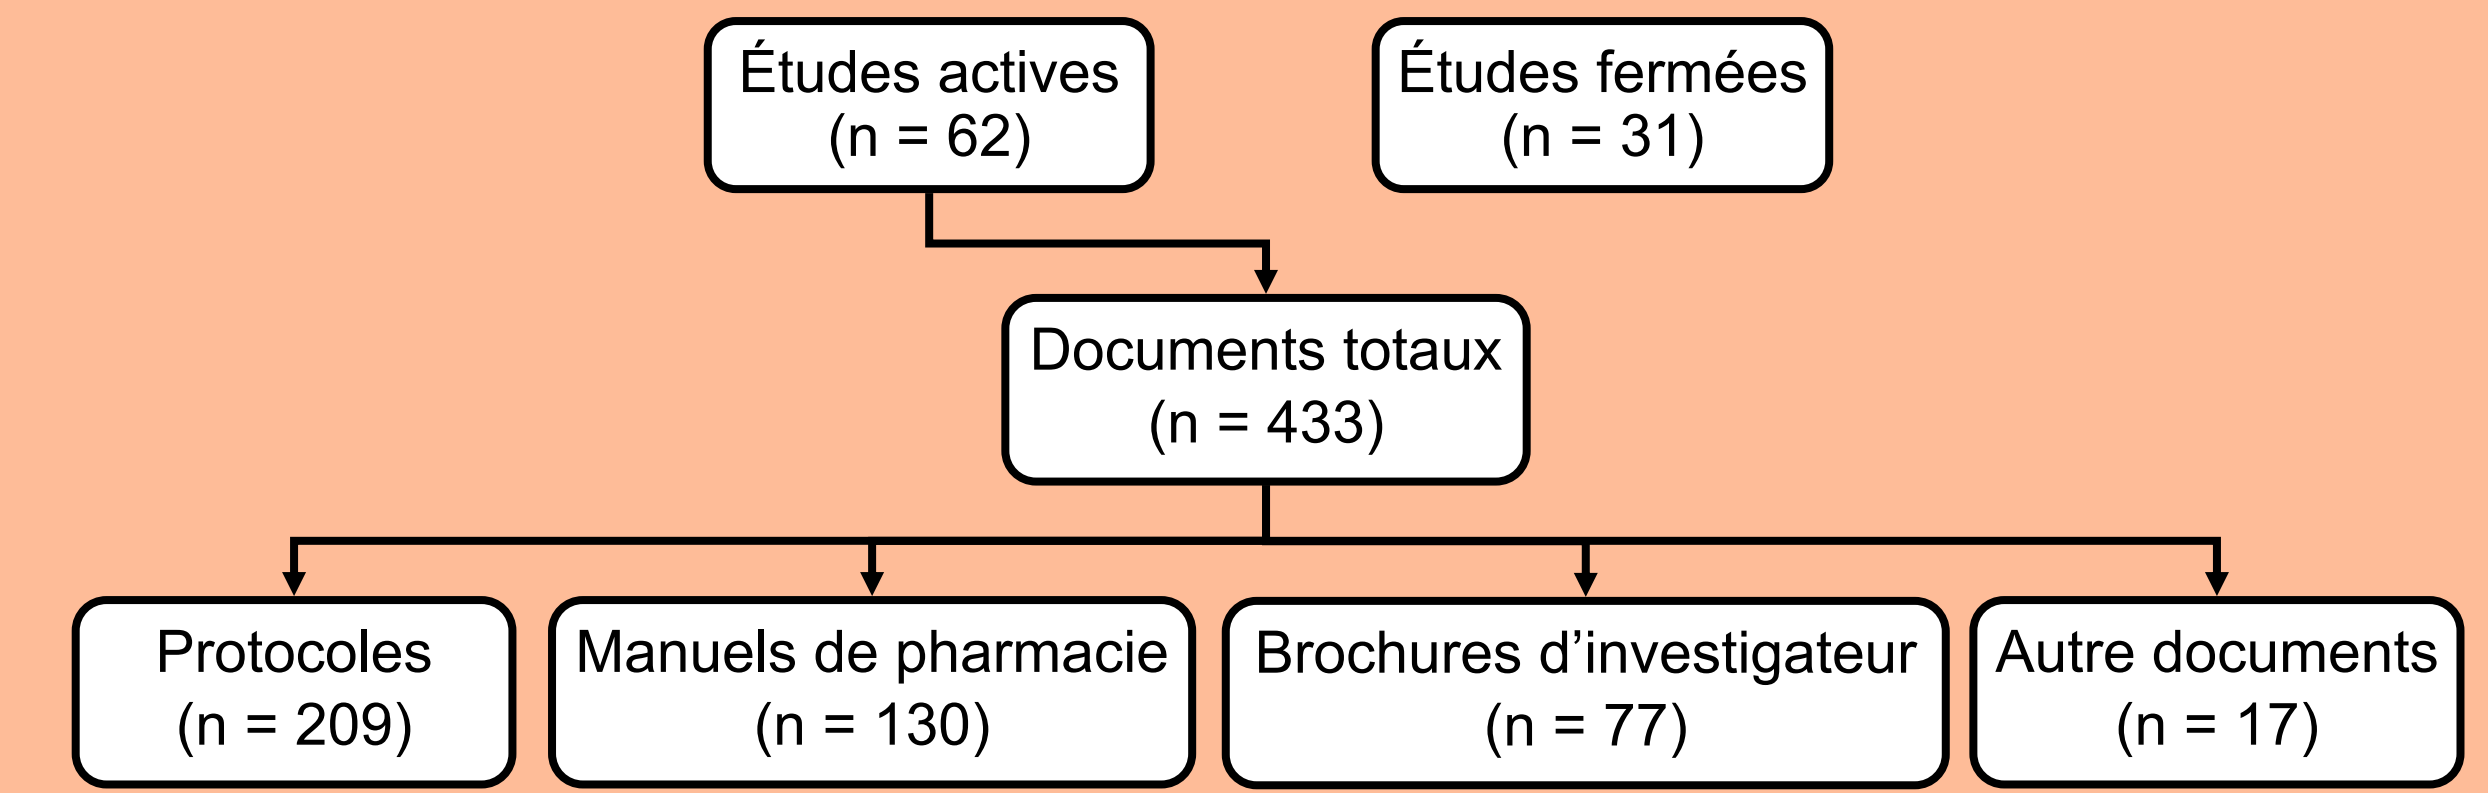 Études actives
(n = 62)
Études fermées
(n = 31)
Documents totaux
(n = 433)
Protocoles
(n = 209)
Manuels de pharmacie
(n = 130)
Brochures d’investigateur
(n = 77)
Autre documents
(n = 17)